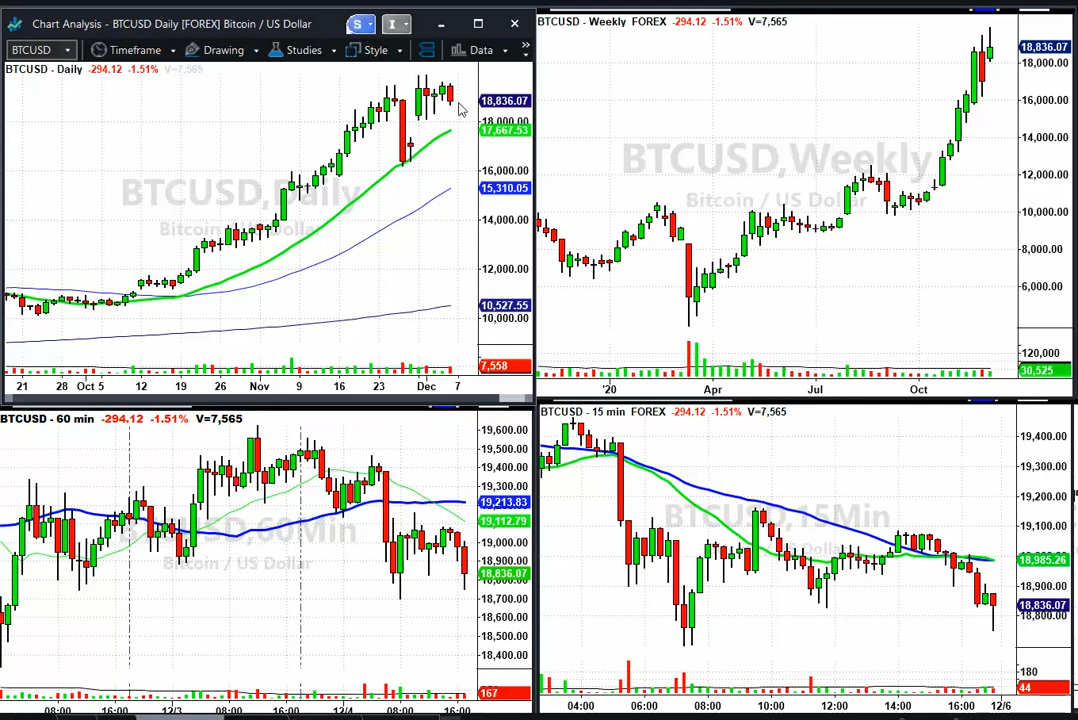 Chart Analysis - BTCUSD Daily [FOREX] Bitcoin / US Dollar
S
I
BTCUSD Timeframe Drawing Studies Style Data
BTCUSD - Daily -294.12 -1.51% V=7,565
BTCUSD,Daily
Bitcoin / US Dollar
18,836.07
18,000.00
17,667.53
16,000.00
15,310.05
14,000.00
12,000.00
10,527.55
10,000.00
7,558
21 28 Oct 5 12 19 26 Nov 9 16 23 Dec 7
BTCUSD - Weekly FOREX -294.12 -1.51% V=7,565
BTCUSD,Weekly
Bitcoin / US Dollar
18,836.07
18,000.00
16,000.00
14,000.00
12,000.00
10,000.00
8,000.00
6,000.00
120,000
30,525
'20 Apr Jul Oct
BTCUSD - 60 min -294.12 -1.51% V=7,565
60Min
Bitcoin / US Dollar
19,600.00
19,500.00
19,400.00
19,300.00
19,213.83
19,112.79
19,000.00
18,900.00
18,836.07
18,700.00
18,600.00
18,500.00
18,400.00
167
08:00 16:00 12/3 08:00 16:00 12/4 08:00 16:00
BTCUSD - 15 min FOREX -294.12 -1.51% V=7,565
BTCUSD,15Min
19,400.00
19,300.00
19,200.00
19,100.00
18,985.26
18,900.00
18,836.07
18,800.00
180
44
04:00 06:00 08:00 10:00 12:00 14:00 16:00 12/6